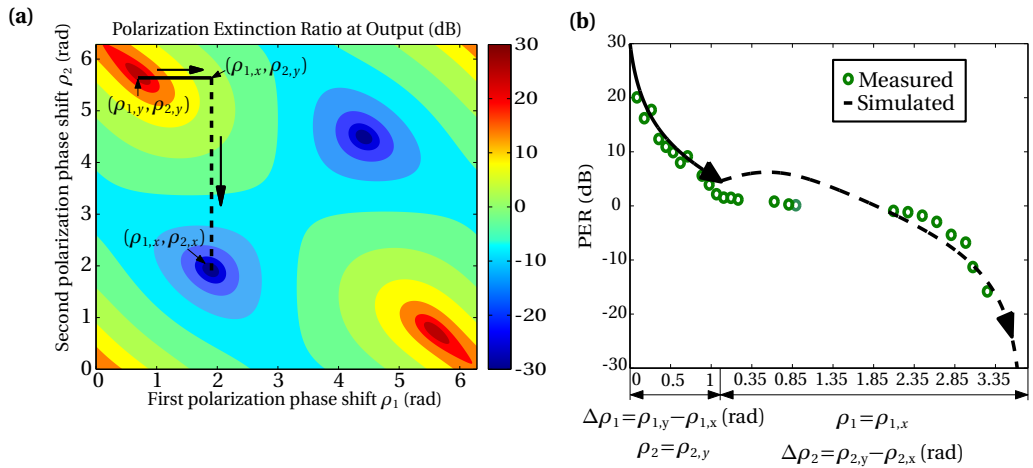 (a)
Polarization Extinction Ratio at Output (dB)
Second polarization phase shift ρ2 (rad)
6
5
4
3
2
1
0
(ρ1,x,ρ2,y)
(ρ1,y,ρ2,y)
(ρ1,x,ρ2,x)
0 1 2 3 4 5 6
First polarization phase shift ρ1 (rad)
30
20
10
0
-10
-20
-30
(b)
PER (dB)
30
20
10
0
-10
-20
-30
Measured
Simulated
0 0.5 1 0.35 0.85 1.35 1.85 2.35 2.85 3.35
Δρ1=ρ1,y−ρ1,x (rad)
ρ2=ρ2,y
ρ1=ρ1,x
Δρ2=ρ2,y−ρ2,x (rad)